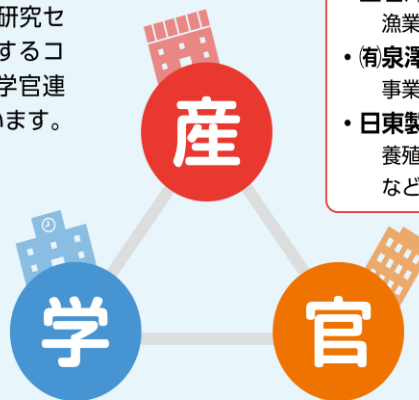 研究セ
するコ
学官連
います。
漁業
・㈲泉澤
事業
・日東製
養殖
など
産
学
官